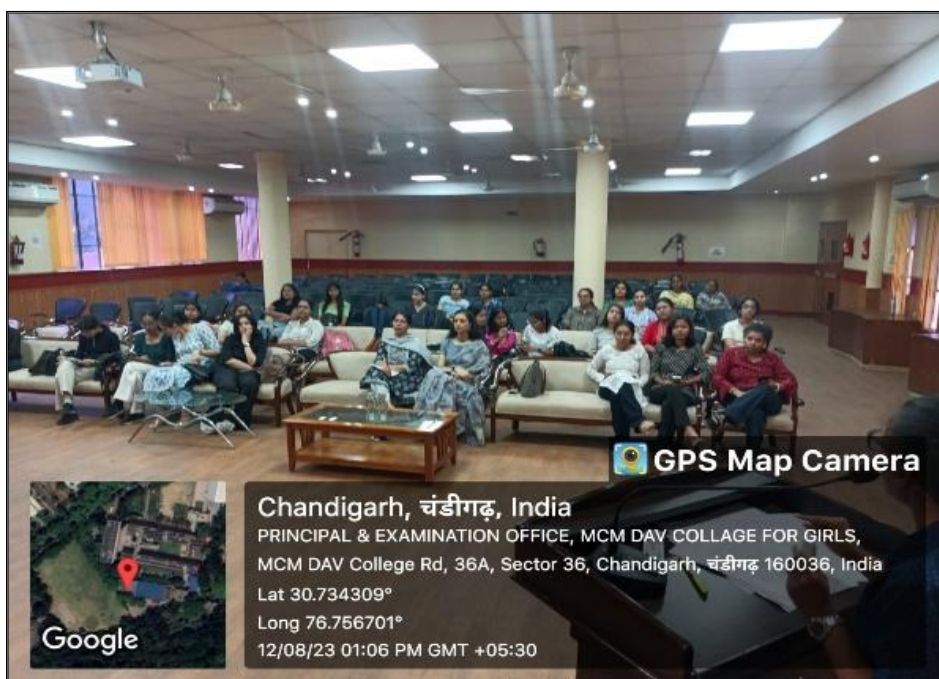 GPS Map Camera
Chandigarh, चंडीगढ़, India
PRINCIPAL & EXAMINATION OFFICE, MCM DAV COLLAGE FOR GIRLS,
MCM DAV College Rd, 36A, Sector 36, Chandigarh, चंडीगढ़ 160036, India
Lat 30.734309°
Long 76.756701°
12/08/23 01:06 PM GMT +05:30
Google